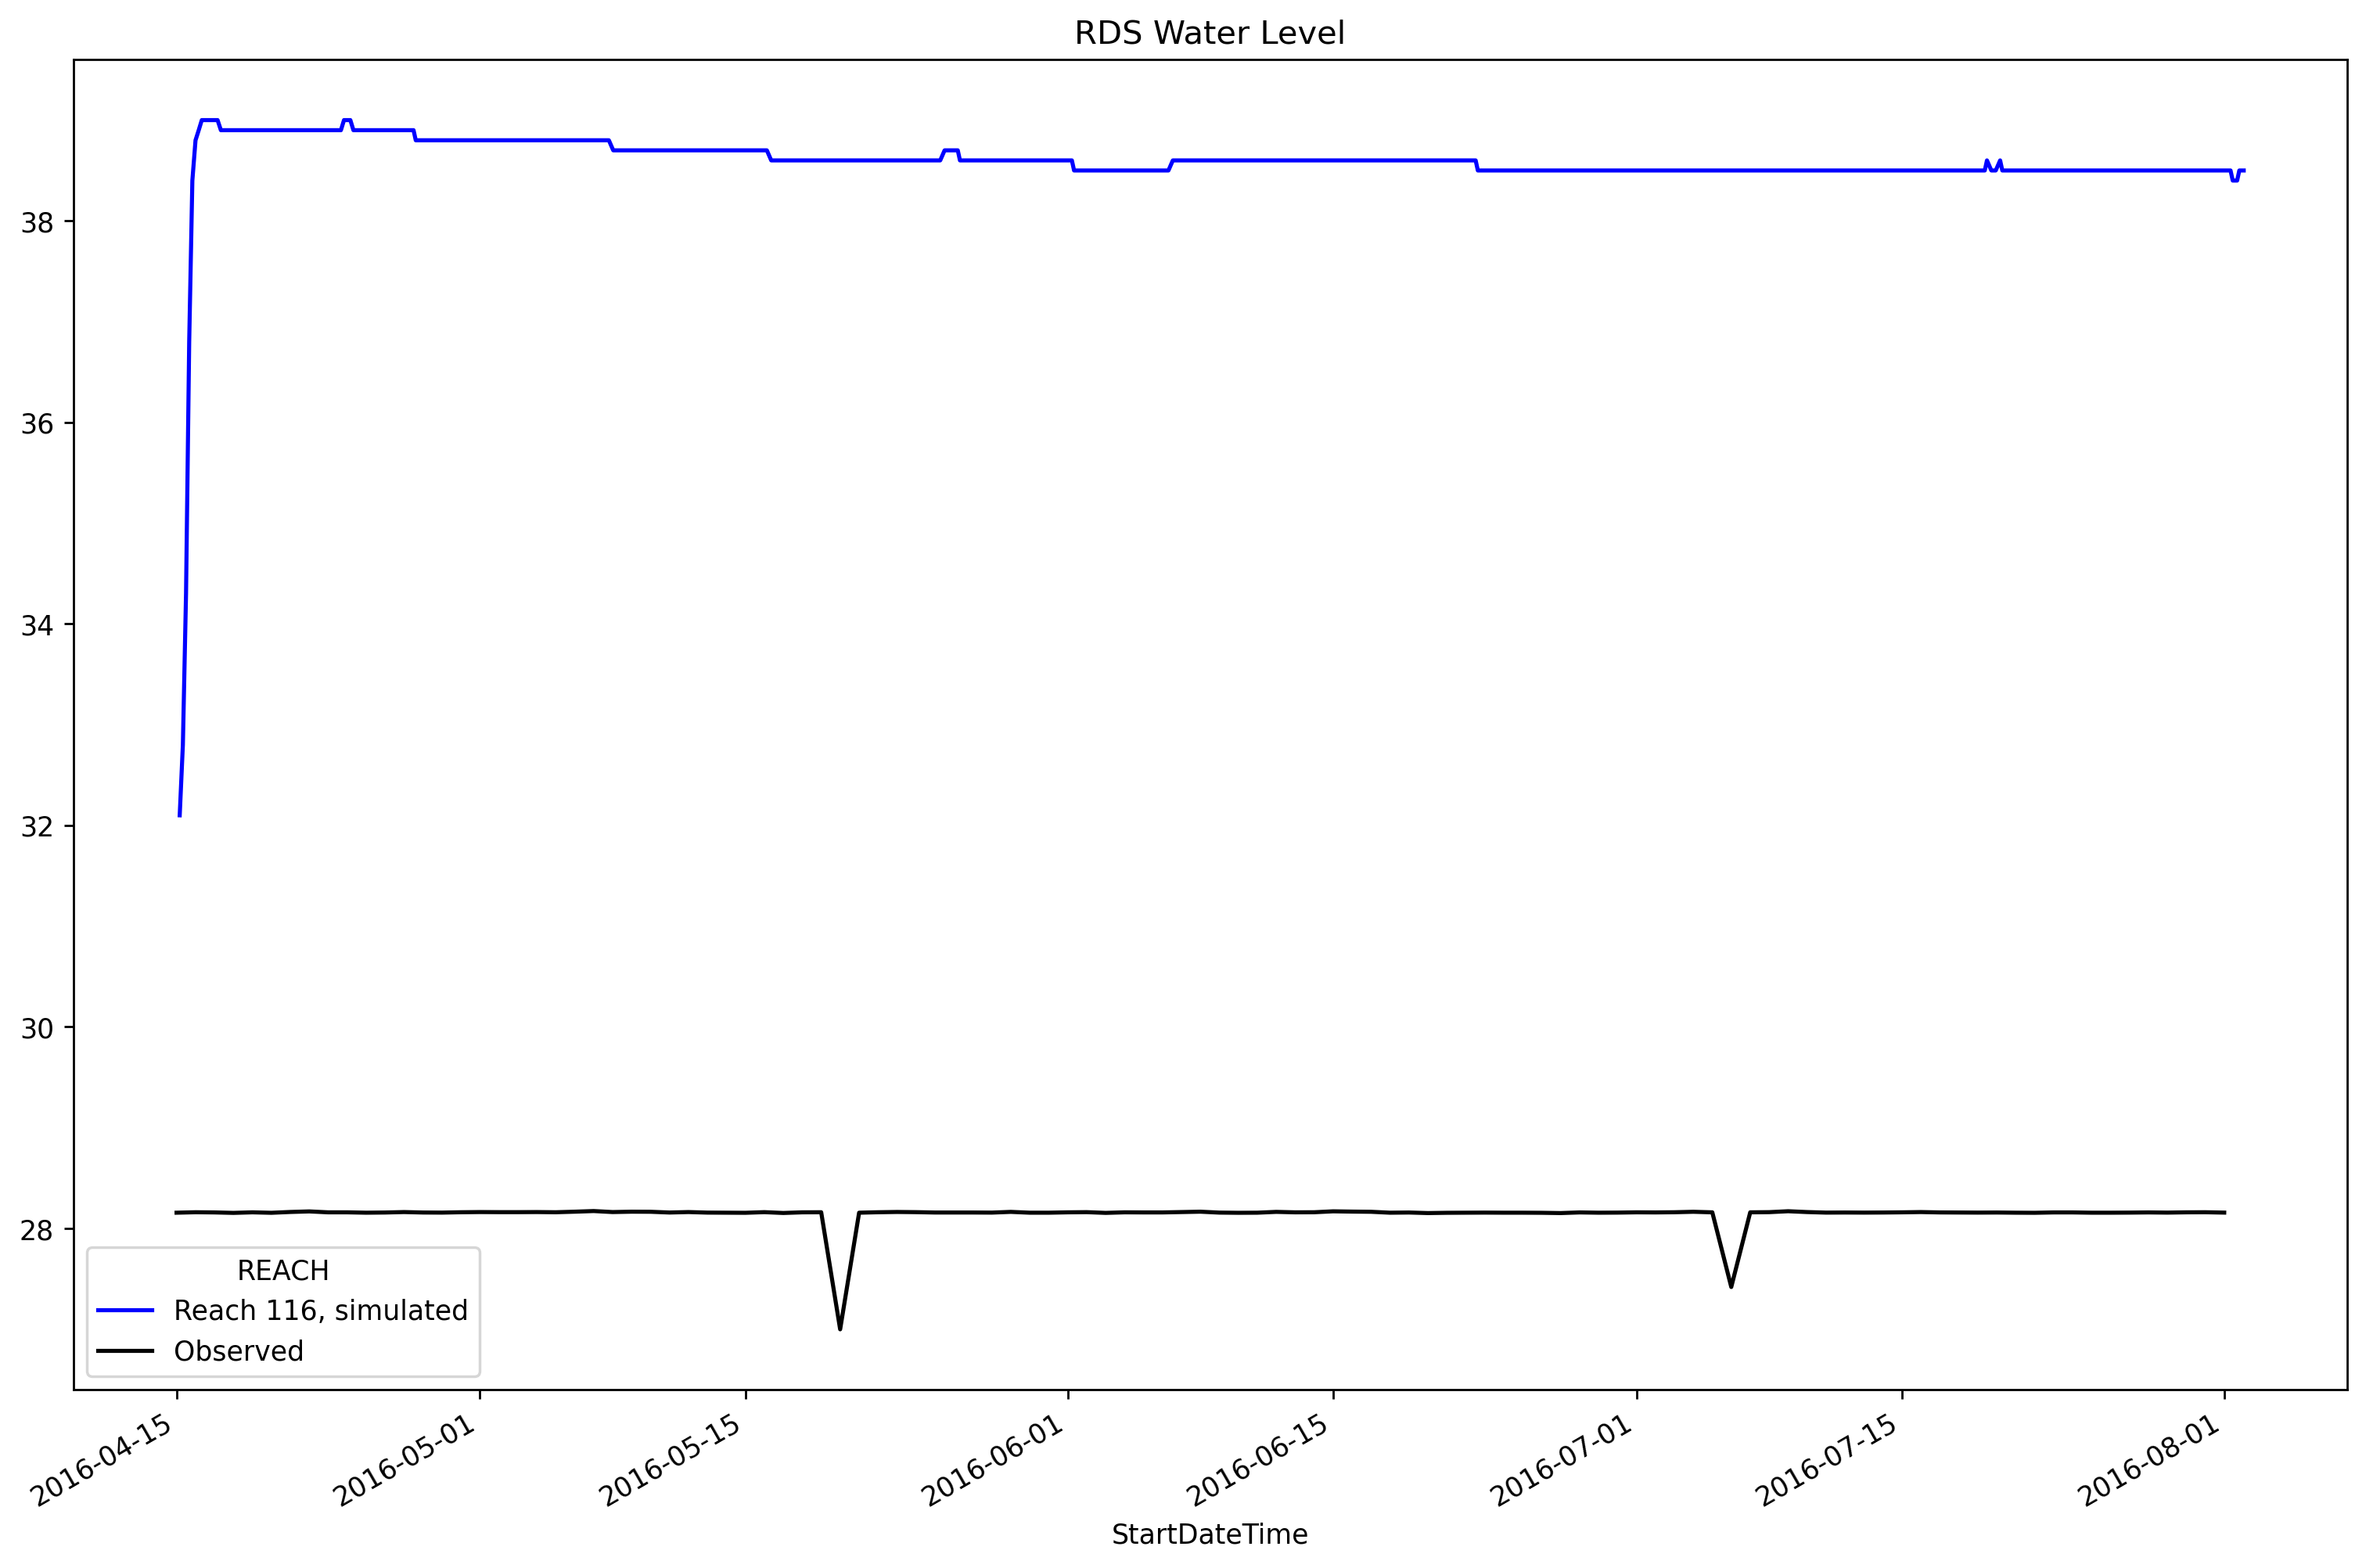 RDS Water Level
38
36
34
32
30
28
REACH
Reach 116, simulated
Observed
2016-04-15
2016-05-01
2016-05-15
2016-06-01
2016-06-15
2016-07-01
2016-07-15
2016-08-01
StartDateTime